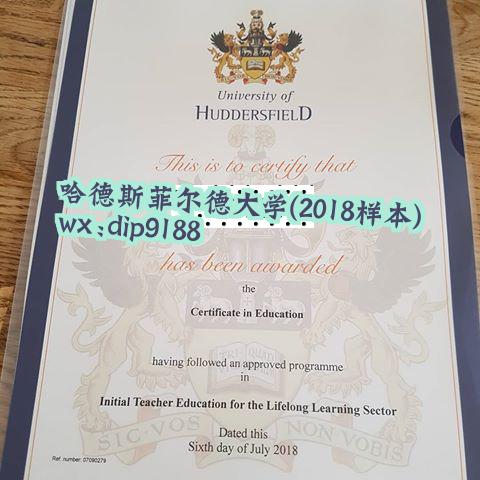 University of
HUDDERSFIELD
This is to certify that
哈德斯菲尔德大学(2018样本)
wx:dip9188
has been awarded
the
Certificate in Education
having followed an approved programme
in
Initial Teacher Education for the Lifelong Learning Sector
TRI QUAD
SIC VOS NON VOBIS
Dated this
Sixth day of July 2018
Ref. number: 07090279